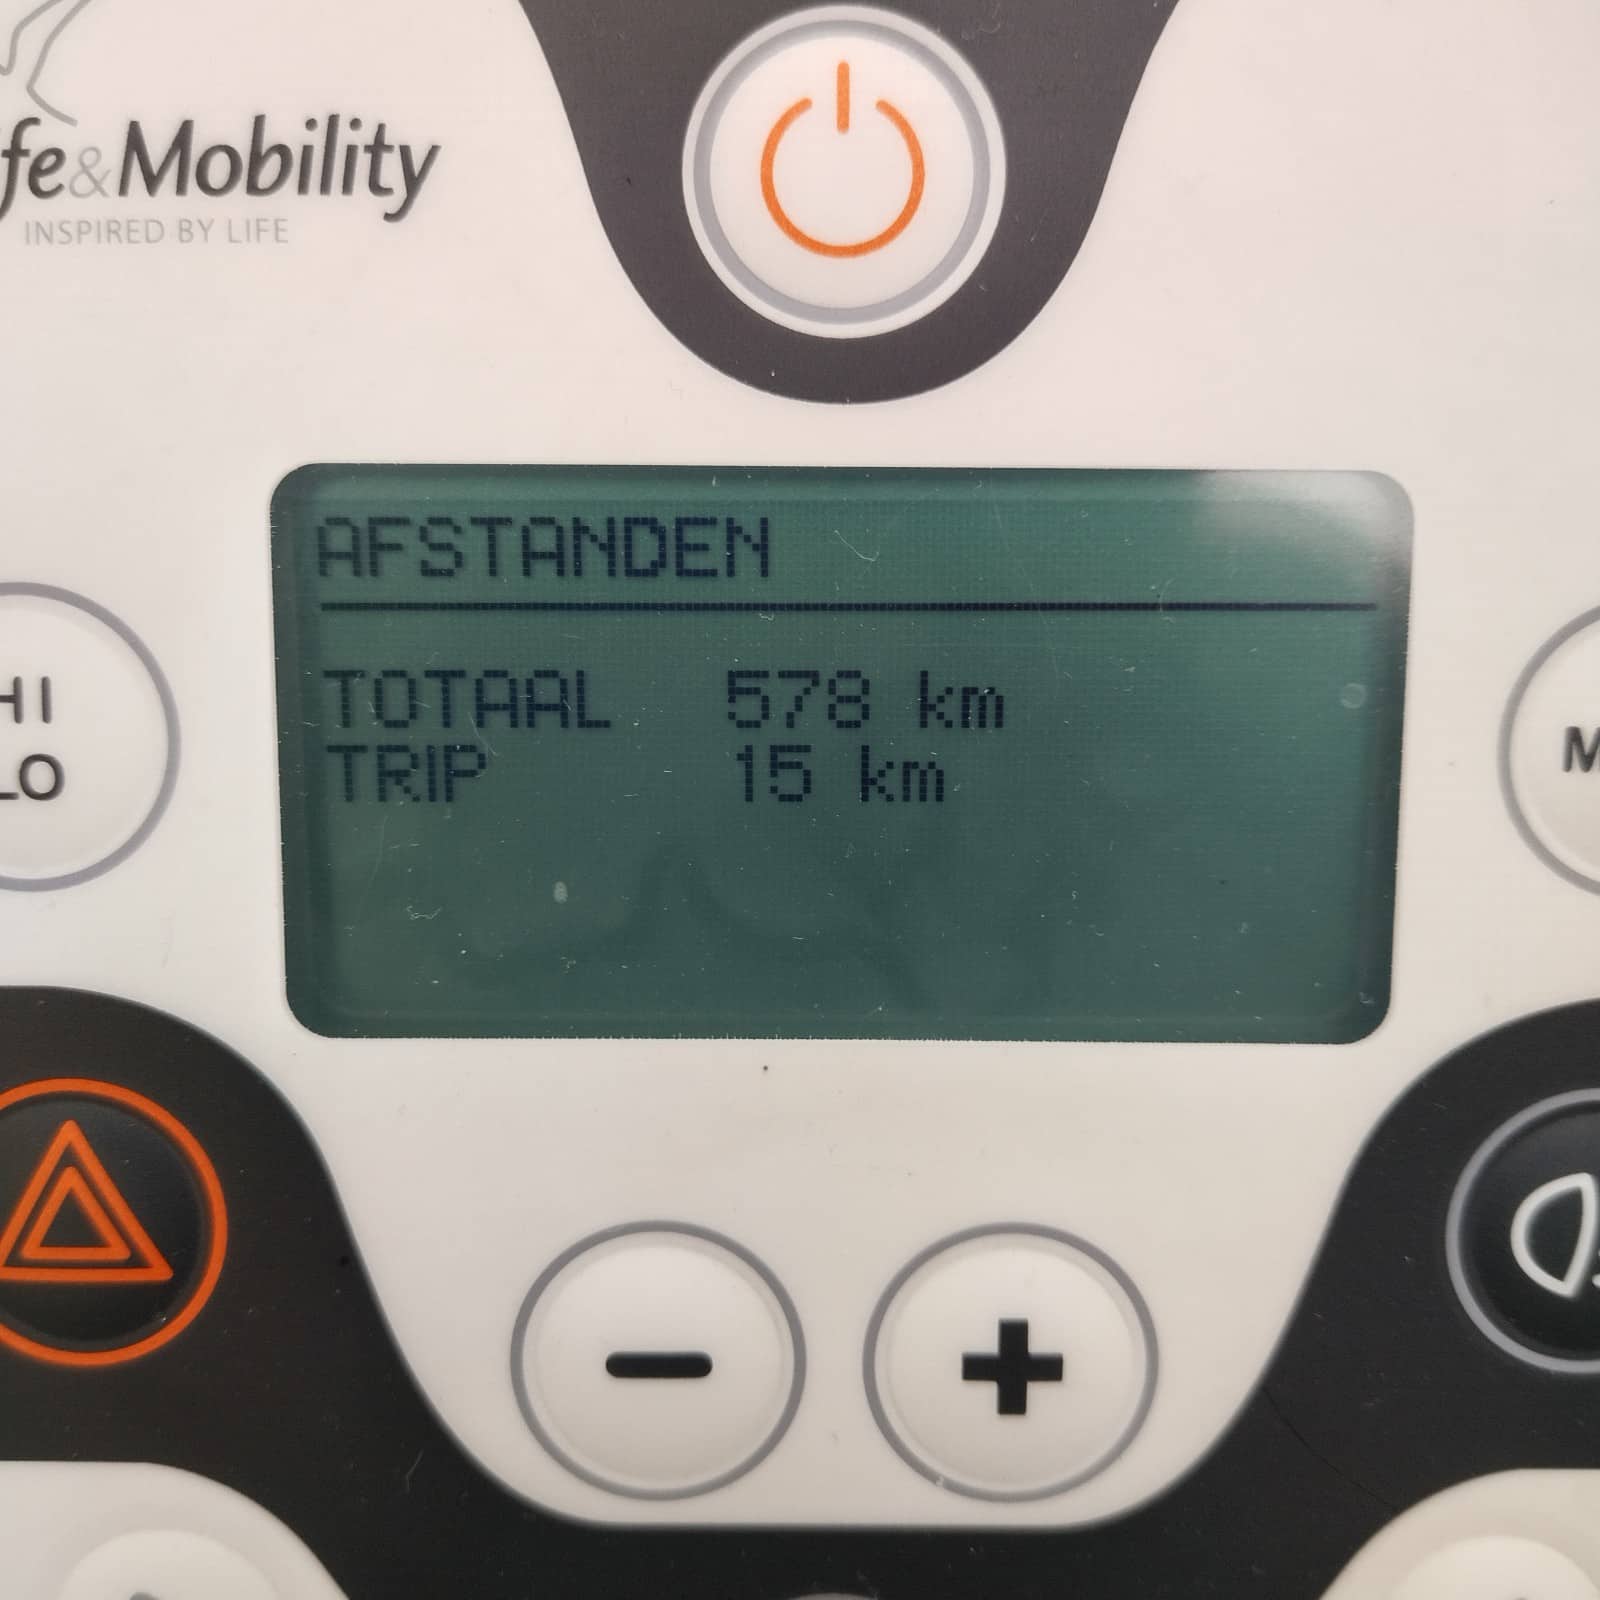 fe&Mobility
INSPIRED BY LIFE
AFSTANDEN
TOTAAL 578 km
TRIP 15 km
HI
LO
M